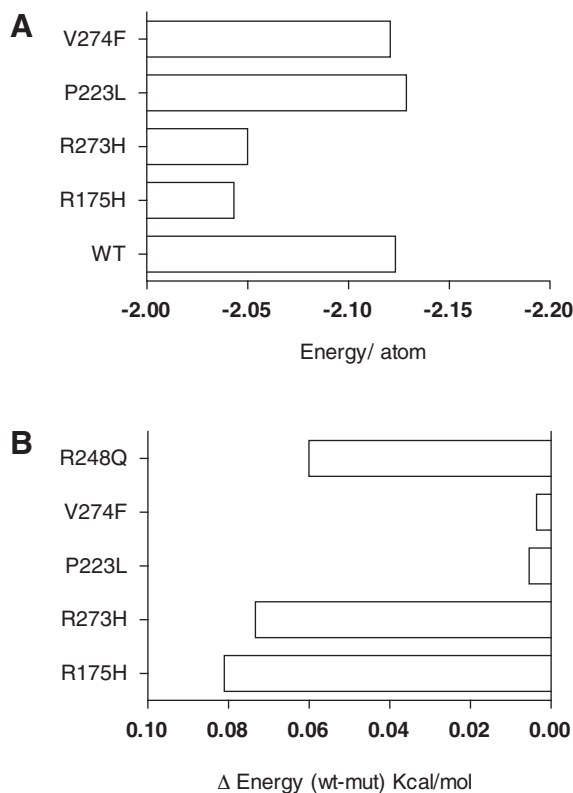 A
V274F
P223L
R273H
R175H
WT
-2.00 -2.05 -2.10 -2.15 -2.20
Energy/ atom
B
R248Q
V274F
P223L
R273H
R175H
0.10 0.08 0.06 0.04 0.02 0.00
Δ Energy (wt-mut) Kcal/mol